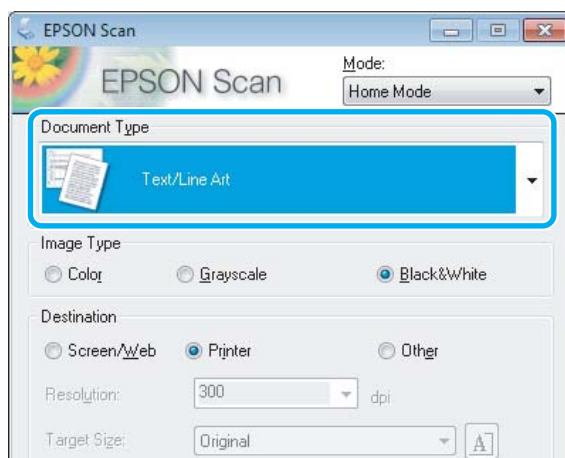 EPSON Scan
EPSON Scan
Mode:
Home Mode
Document Type
Text/Line Art
Image Type
Color
Grayscale
Black&White
Destination
Screen/Web
Printer
Other
Resolution:
300
dpi
Target Size:
Original
A